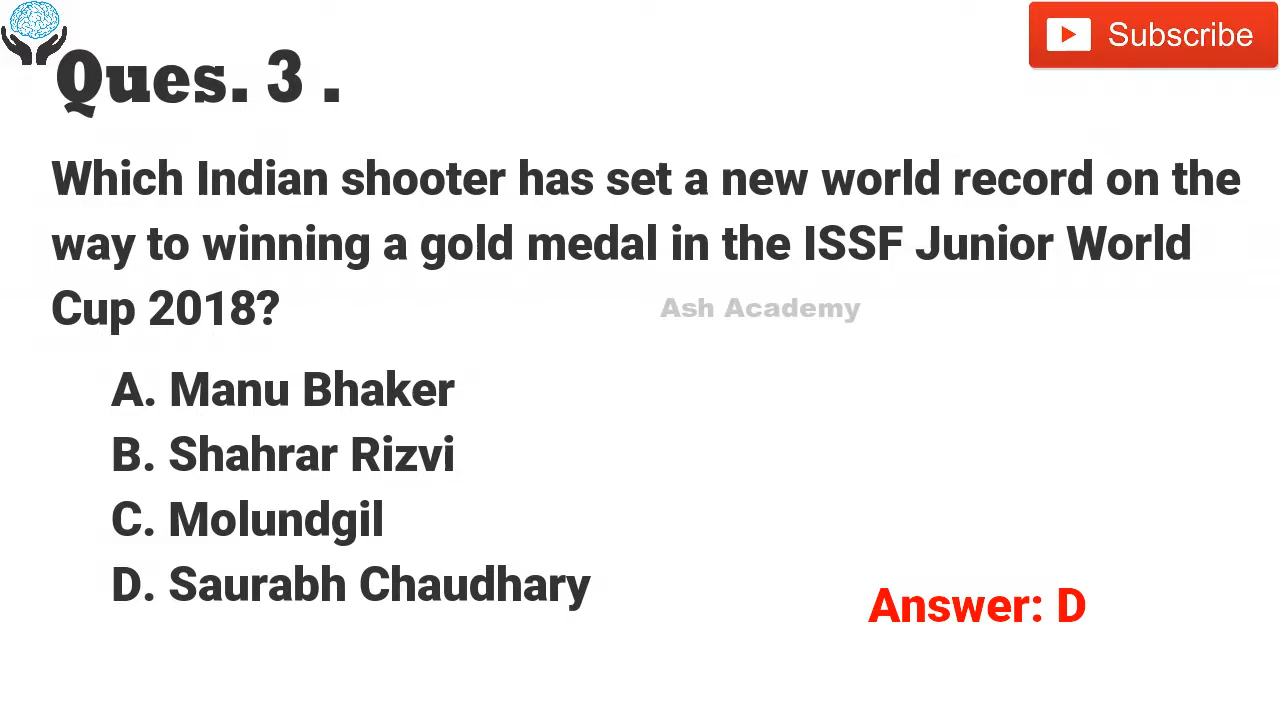 Subscribe
Ques. 3 .
Which Indian shooter has set a new world record on the
way to winning a gold medal in the ISSF Junior World
Cup 2018?
Ash Academy
A. Manu Bhaker
B. Shahrar Rizvi
C. Molundgil
D. Saurabh Chaudhary
Answer: D